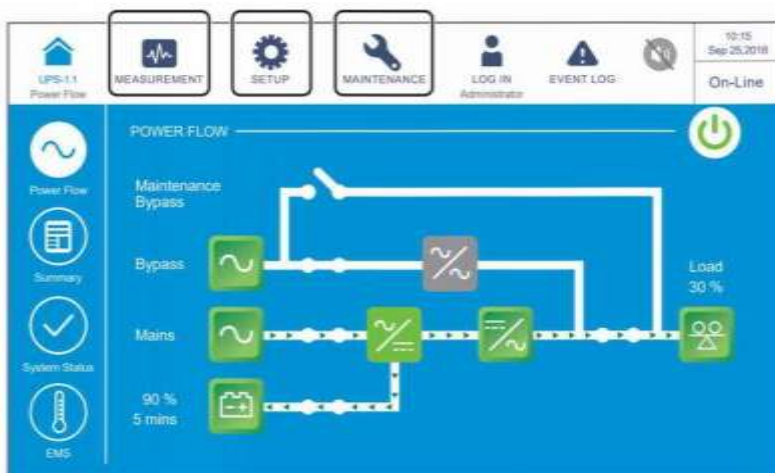 UPS-1.1
Power Flow
MEASUREMENT
SETUP
MAINTENANCE
LOG IN
Administrator
EVENT LOG
10:15
Sep 25,2018
On-Line
POWER FLOW
Power Flow
Summary
System Status
EMS
Maintenance
Bypass
Bypass
Mains
90 %
5 mins
Load
30 %